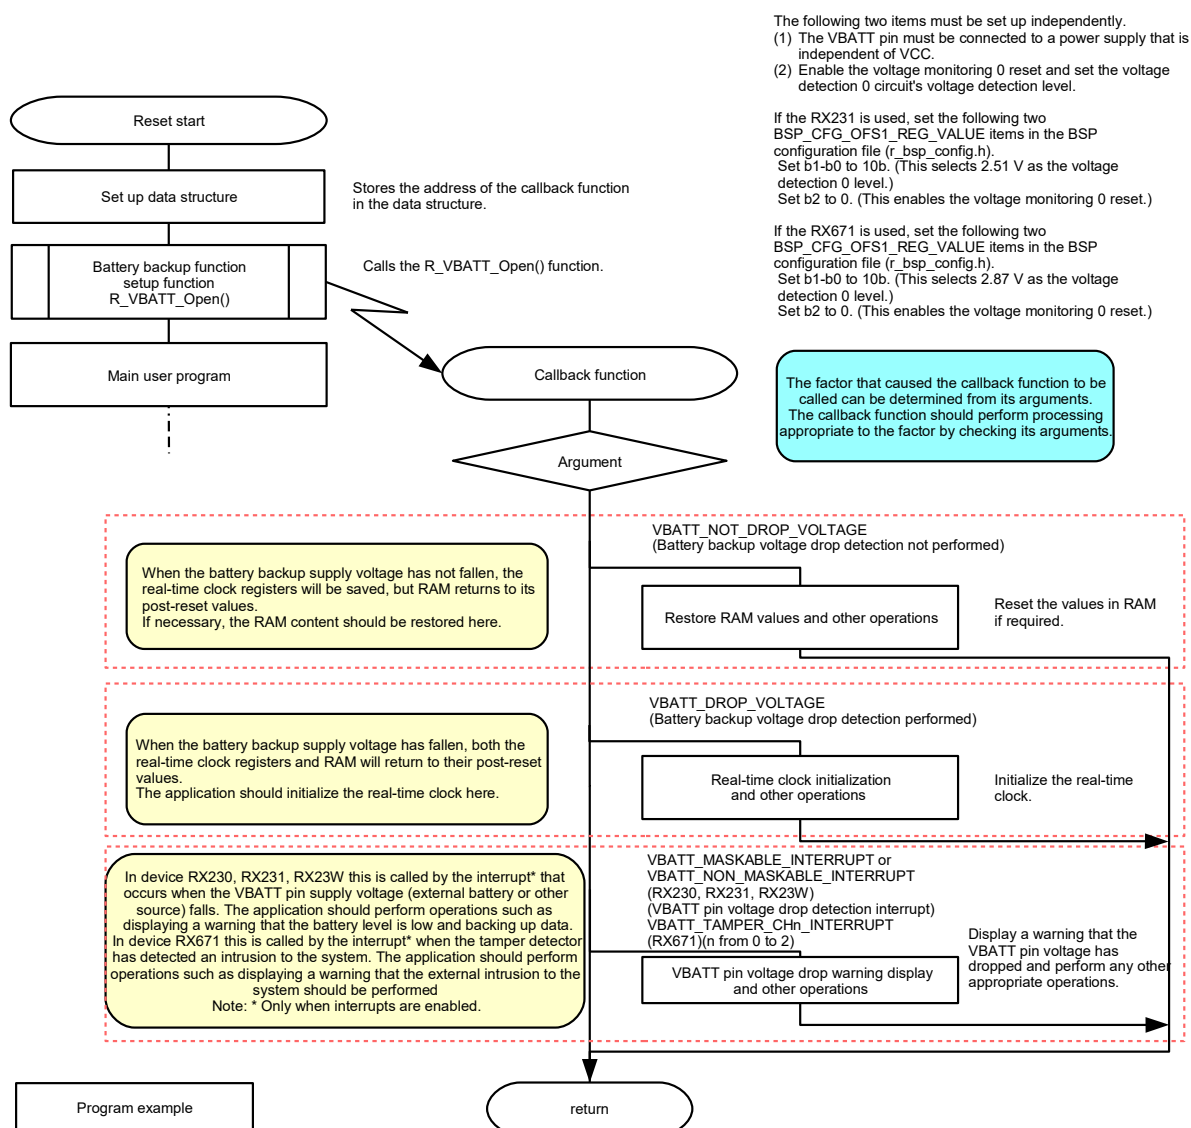 The following two items must be set up independently.
(1) The VBATT pin must be connected to a power supply that is
independent of VCC.
(2) Enable the voltage monitoring 0 reset and set the voltage
detection 0 circuit's voltage detection level.
If the RX231 is used, set the following two
BSP_CFG_OFS1_REG_VALUE items in the BSP
configuration file (r_bsp_config.h).
Set b1-b0 to 10b. (This selects 2.51 V as the voltage
detection 0 level.)
Set b2 to 0. (This enables the voltage monitoring 0 reset.)
If the RX671 is used, set the following two
BSP_CFG_OFS1_REG_VALUE items in the BSP
configuration file (r_bsp_config.h).
Set b1-b0 to 10b. (This selects 2.87 V as the voltage
detection 0 level.)
Set b2 to 0. (This enables the voltage monitoring 0 reset.)
Reset start
Set up data structure
Stores the address of the callback function
in the data structure.
Battery backup function
setup function
R_VBATT_Open()
Calls the R_VBATT_Open() function.
Main user program
Callback function
The factor that caused the callback function to be
called can be determined from its arguments.
The callback function should perform processing
appropriate to the factor by checking its arguments.
Argument
VBATT_NOT_DROP_VOLTAGE
(Battery backup voltage drop detection not performed)
When the battery backup supply voltage has not fallen, the
real-time clock registers will be saved, but RAM returns to its
post-reset values.
If necessary, the RAM content should be restored here.
Restore RAM values and other operations
Reset the values in RAM
if required.
VBATT_DROP_VOLTAGE
(Battery backup voltage drop detection performed)
When the battery backup supply voltage has fallen, both the
real-time clock registers and RAM will return to their post-reset
values.
The application should initialize the real-time clock here.
Real-time clock initialization
and other operations
Initialize the real-time
clock.
In device RX230, RX231, RX23W this is called by the interrupt* that
occurs when the VBATT pin supply voltage (external battery or other
source) falls. The application should perform operations such as
displaying a warning that the battery level is low and backing up data.
In device RX671 this is called by the interrupt* when the tamper detector
has detected an intrusion to the system. The application should perform
operations such as displaying a warning that the external intrusion to the
system should be performed
Note: * Only when interrupts are enabled.
VBATT_MASKABLE_INTERRUPT or
VBATT_NON_MASKABLE_INTERRUPT
(RX230, RX231, RX23W)
(VBATT pin voltage drop detection interrupt)
VBATT_TAMPER_CHn_INTERRUPT
(RX671)(n from 0 to 2)
VBATT pin voltage drop warning display
and other operations
Display a warning that the
VBATT pin voltage has
dropped and perform any other
appropriate operations.
Program example
return